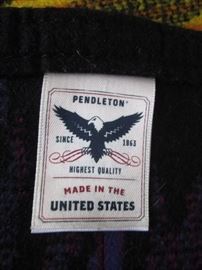 PENDLETON®
SINCE 1863
HIGHEST QUALITY
MADE IN THE
UNITED STATES